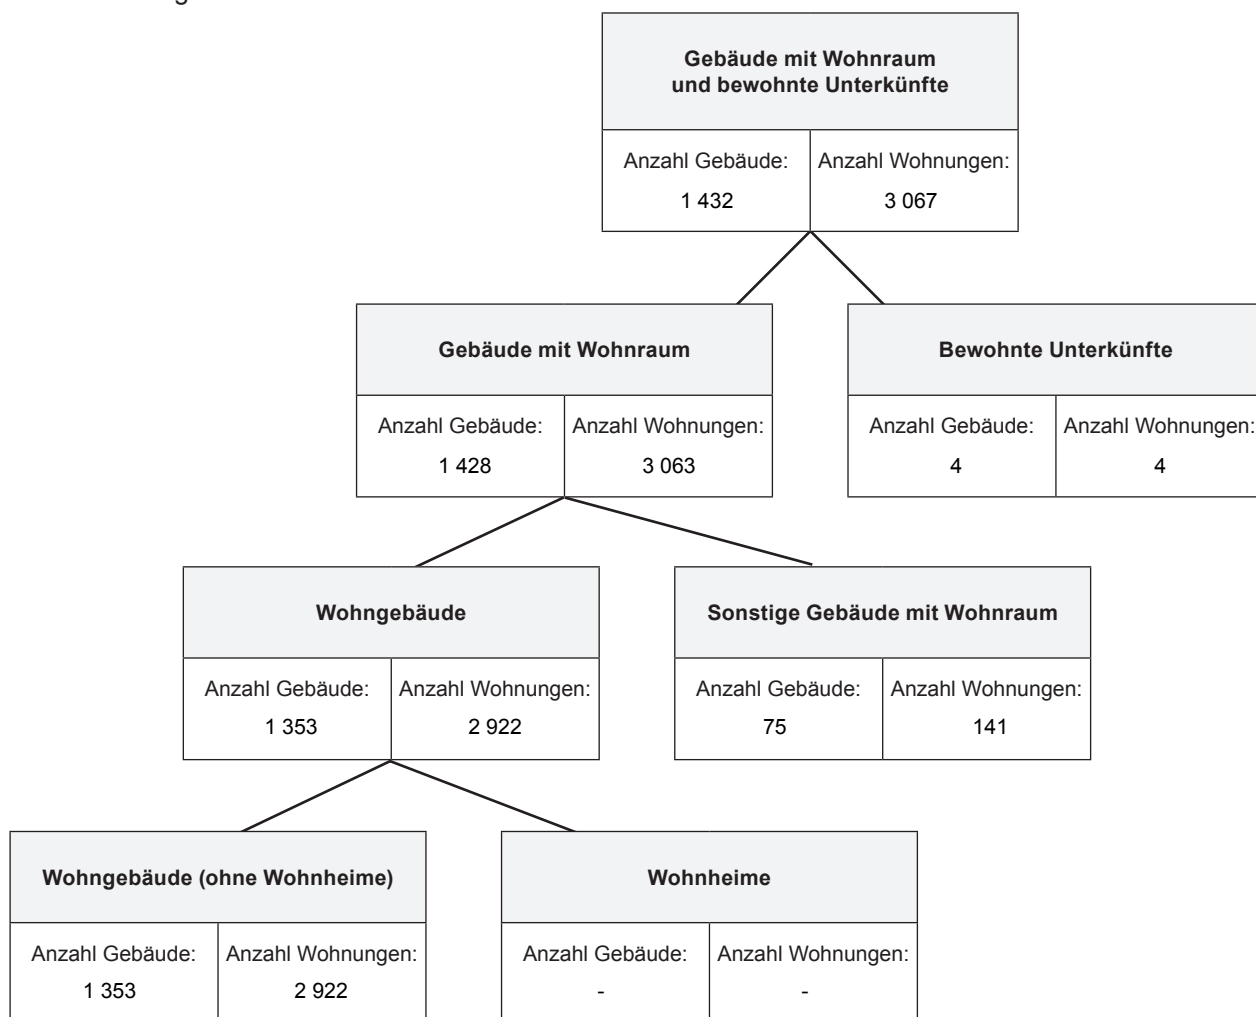 Gebäude mit Wohnraum
und bewohnte Unterkünfte
Anzahl Gebäude: Anzahl Wohnungen:
1 432 3 067
Gebäude mit Wohnraum
Anzahl Gebäude: Anzahl Wohnungen:
1 428 3 063
Bewohnte Unterkünfte
Anzahl Gebäude: Anzahl Wohnungen:
4 4
Wohngebäude
Anzahl Gebäude: Anzahl Wohnungen:
1 353 2 922
Sonstige Gebäude mit Wohnraum
Anzahl Gebäude: Anzahl Wohnungen:
75 141
Wohngebäude (ohne Wohnheime)
Anzahl Gebäude: Anzahl Wohnungen:
1 353 2 922
Wohnheime
Anzahl Gebäude: Anzahl Wohnungen:
- -